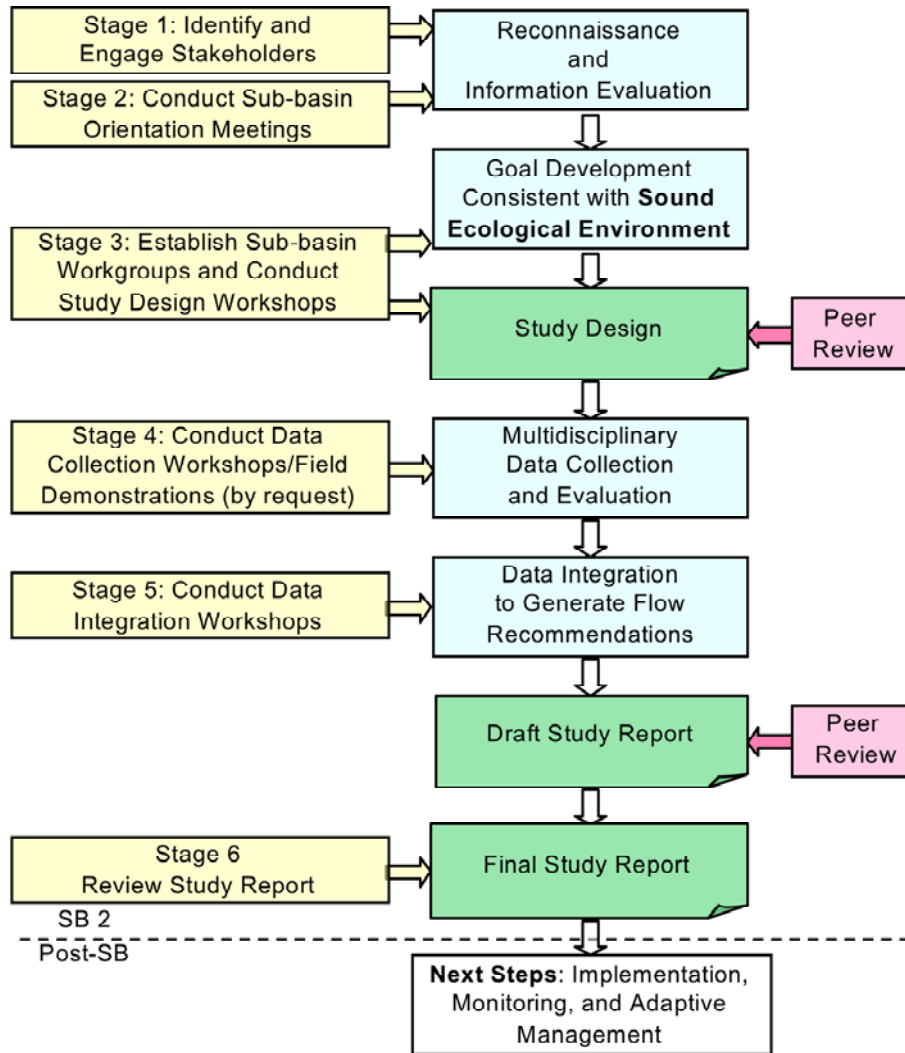 Stage 1: Identify and
Engage Stakeholders
Reconnaissance
and
Information Evaluation
Stage 2: Conduct Sub-basin
Orientation Meetings
Goal Development
Consistent with Sound
Ecological Environment
Stage 3: Establish Sub-basin
Workgroups and Conduct
Study Design Workshops
Study Design
Peer
Review
Stage 4: Conduct Data
Collection Workshops/Field
Demonstrations (by request)
Multidisciplinary
Data Collection
and Evaluation
Stage 5: Conduct Data
Integration Workshops
Data Integration
to Generate Flow
Recommendations
Draft Study Report
Peer
Review
Stage 6
Review Study Report
Final Study Report
SB 2
Post-SB
Next Steps: Implementation,
Monitoring, and Adaptive
Management